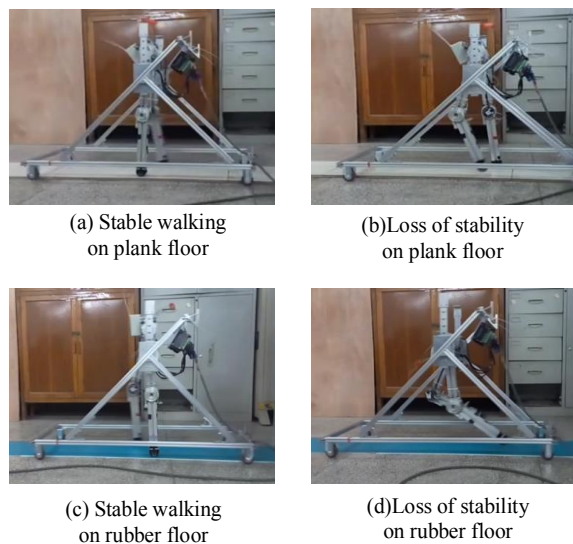 (a) Stable walking
on plank floor
(b)Loss of stability
on plank floor
(c) Stable walking
on rubber floor
(d)Loss of stability
on rubber floor